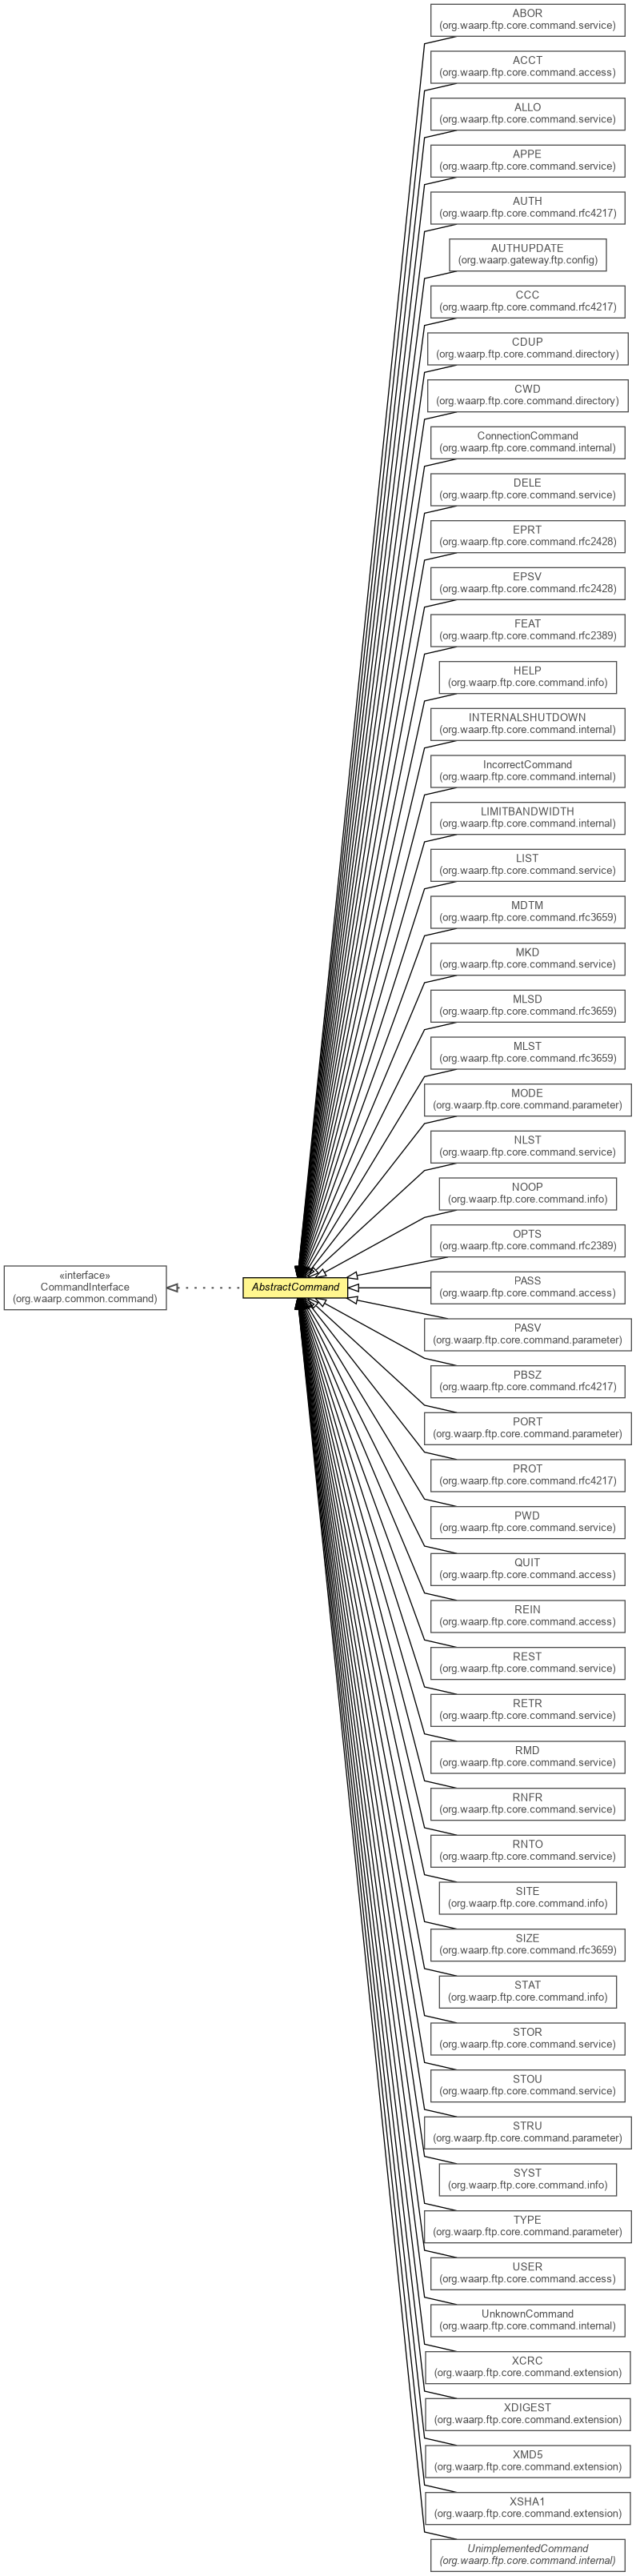 ABOR
(org.waarp.ftp.core.command.service)
ACCT
(org.waarp.ftp.core.command.access)
ALLO
(org.waarp.ftp.core.command.service)
APPE
(org.waarp.ftp.core.command.service)
AUTH
(org.waarp.ftp.core.command.rfc4217)
AUTHUPDATE
(org.waarp.gateway.ftp.config)
CCC
(org.waarp.ftp.core.command.rfc4217)
CDUP
(org.waarp.ftp.core.command.directory)
CWD
(org.waarp.ftp.core.command.directory)
ConnectionCommand
(org.waarp.ftp.core.command.internal)
DELE
(org.waarp.ftp.core.command.service)
EPRT
(org.waarp.ftp.core.command.rfc2428)
EPSV
(org.waarp.ftp.core.command.rfc2428)
FEAT
(org.waarp.ftp.core.command.rfc2389)
HELP
(org.waarp.ftp.core.command.info)
INTERNALSHUTDOWN
(org.waarp.ftp.core.command.internal)
IncorrectCommand
(org.waarp.ftp.core.command.internal)
LIMITBANDWIDTH
(org.waarp.ftp.core.command.internal)
LIST
(org.waarp.ftp.core.command.service)
MDTM
(org.waarp.ftp.core.command.rfc3659)
MKD
(org.waarp.ftp.core.command.service)
MLSD
(org.waarp.ftp.core.command.rfc3659)
MLST
(org.waarp.ftp.core.command.rfc3659)
MODE
(org.waarp.ftp.core.command.parameter)
NLST
(org.waarp.ftp.core.command.service)
NOOP
(org.waarp.ftp.core.command.info)
OPTS
(org.waarp.ftp.core.command.rfc2389)
«interface»
CommandInterface
(org.waarp.common.command)
AbstractCommand
PASS
(org.waarp.ftp.core.command.access)
PASV
(org.waarp.ftp.core.command.parameter)
PBSZ
(org.waarp.ftp.core.command.rfc4217)
PORT
(org.waarp.ftp.core.command.parameter)
PROT
(org.waarp.ftp.core.command.rfc4217)
PWD
(org.waarp.ftp.core.command.service)
QUIT
(org.waarp.ftp.core.command.access)
REIN
(org.waarp.ftp.core.command.access)
REST
(org.waarp.ftp.core.command.service)
RETR
(org.waarp.ftp.core.command.service)
RMD
(org.waarp.ftp.core.command.service)
RNFR
(org.waarp.ftp.core.command.service)
RNTO
(org.waarp.ftp.core.command.service)
SITE
(org.waarp.ftp.core.command.info)
SIZE
(org.waarp.ftp.core.command.rfc3659)
STAT
(org.waarp.ftp.core.command.info)
STOR
(org.waarp.ftp.core.command.service)
STOU
(org.waarp.ftp.core.command.service)
STRU
(org.waarp.ftp.core.command.parameter)
SYST
(org.waarp.ftp.core.command.info)
TYPE
(org.waarp.ftp.core.command.parameter)
USER
(org.waarp.ftp.core.command.access)
UnknownCommand
(org.waarp.ftp.core.command.internal)
XCRC
(org.waarp.ftp.core.command.extension)
XDIGEST
(org.waarp.ftp.core.command.extension)
XMD5
(org.waarp.ftp.core.command.extension)
XSHA1
(org.waarp.ftp.core.command.extension)
UnimplementedCommand
(org.waarp.ftp.core.command.internal)